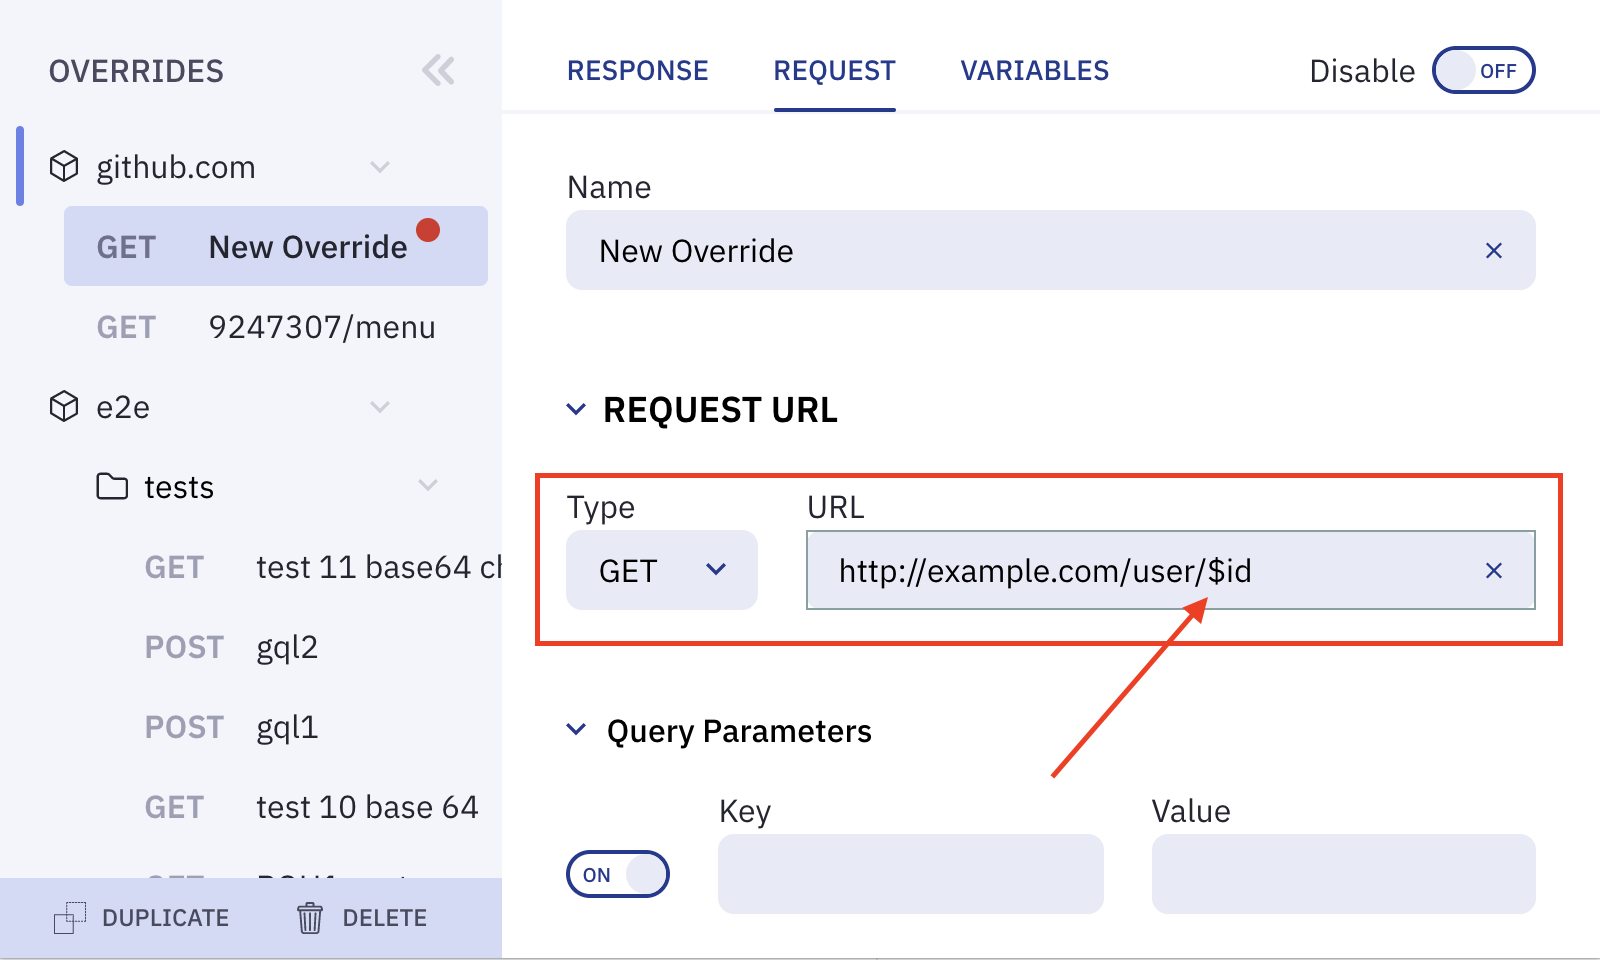 OVERRIDES
github.com
GET New Override
GET 9247307/menu
e2e
tests
GET test 11 base64
POST gql2
POST gql1
GET test 10 base 64
DUPLICATE DELETE
RESPONSE REQUEST VARIABLES
Disable OFF
Name
New Override
REQUEST URL
Type URL
GET http://example.com/user/$id
Query Parameters
Key Value
ON